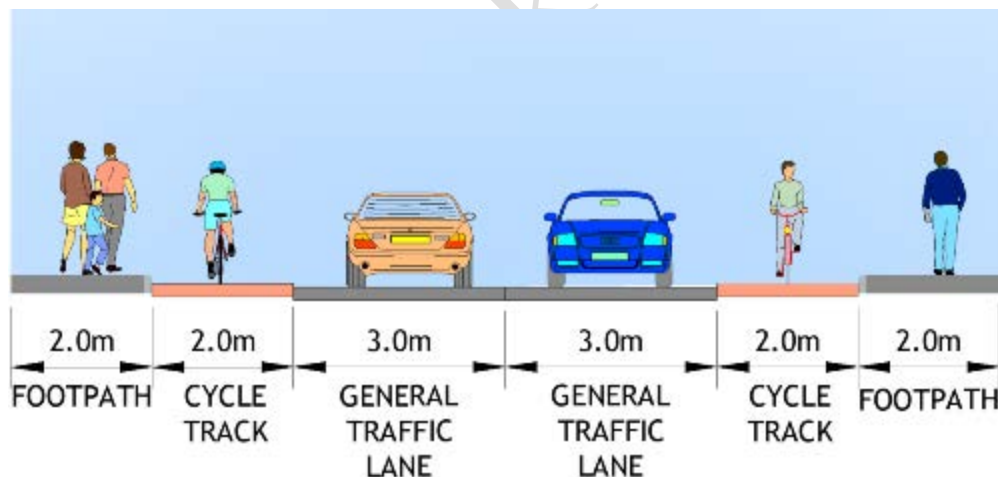 2.0m 2.0m 3.0m 3.0m 2.0m 2.0m
FOOTPATH CYCLE GENERAL GENERAL CYCLE FOOTPATH
TRACK TRAFFIC TRAFFIC TRACK
LANE LANE